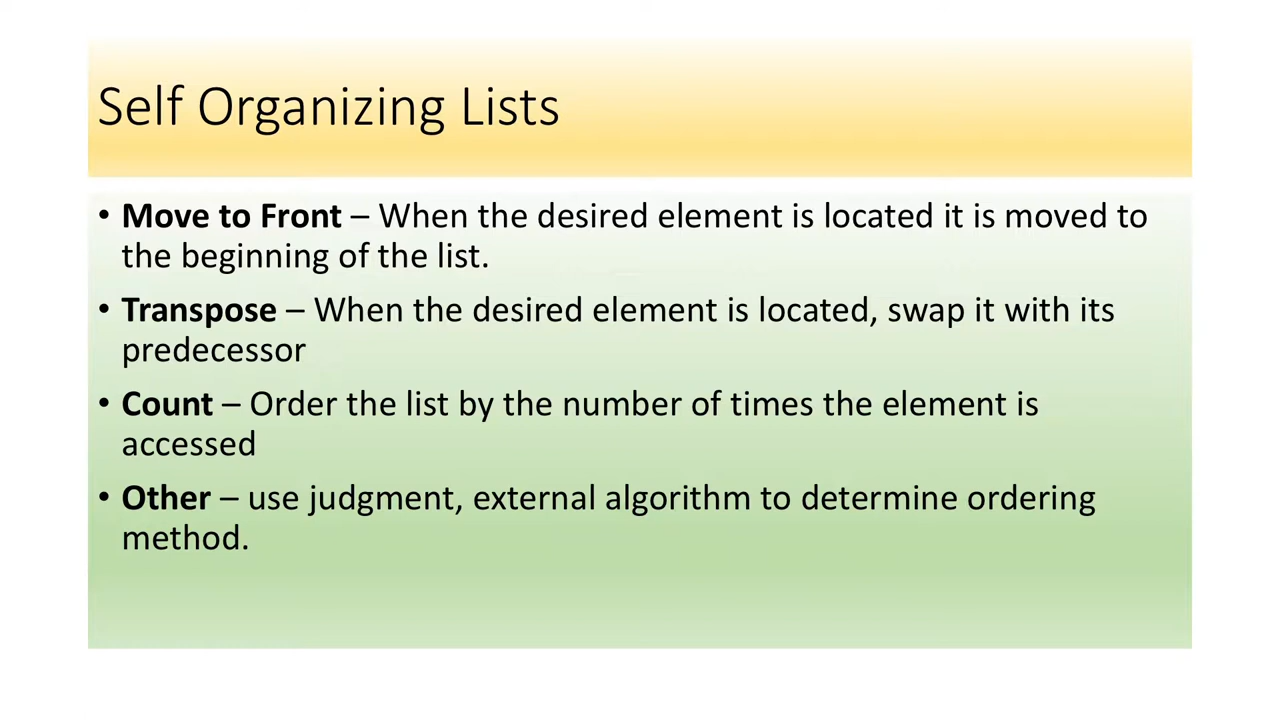 Self Organizing Lists
• Move to Front – When the desired element is located it is moved to
the beginning of the list.
• Transpose – When the desired element is located, swap it with its
predecessor
• Count – Order the list by the number of times the element is
accessed
• Other – use judgment, external algorithm to determine ordering
method.